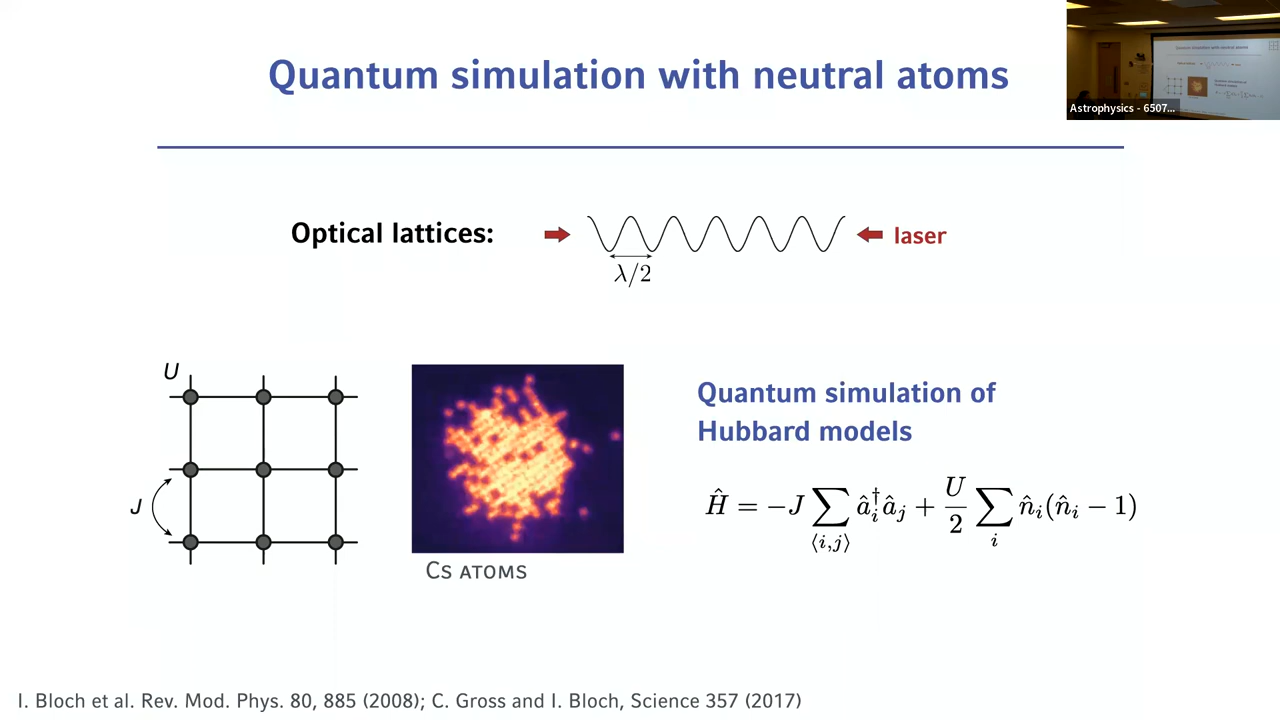 Quantum simulation with neutral atoms
Astrophysics - 6507...
Optical lattices:
laser
λ/2
U
J
Cs ATOMS
Quantum simulation of
Hubbard models
Ĥ = −J ∑⟨i,j⟩ â†ᵢ âⱼ + U/2 ∑ᵢ n̂ᵢ(n̂ᵢ − 1)
I. Bloch et al. Rev. Mod. Phys. 80, 885 (2008); C. Gross and I. Bloch, Science 357 (2017)